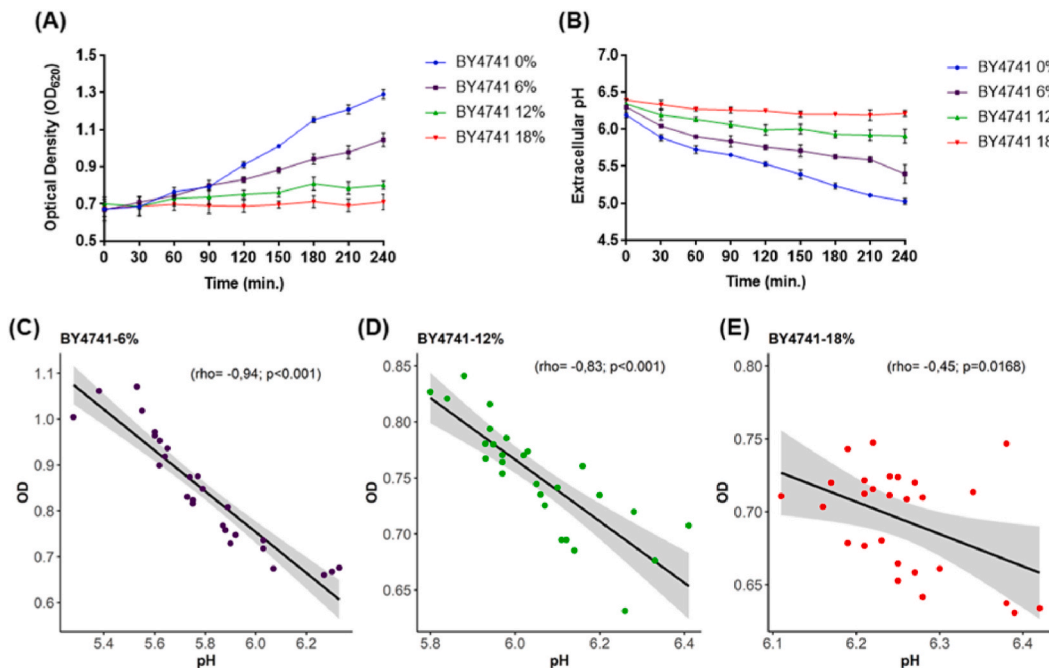 (A)
Optical Density (OD620)
1.5
1.3
1.1
0.9
0.7
0.5
0 30 60 90 120 150 180 210 240
Time (min.)
BY4741 0%
BY4741 6%
BY4741 12%
BY4741 18%
(B)
Extracellular pH
7.0
6.5
6.0
5.5
5.0
4.5
0 30 60 90 120 150 180 210 240
Time (min.)
BY4741 0%
BY4741 6%
BY4741 12
BY4741 18
(C)
BY4741-6%
(rho= -0,94; p<0.001)
OD
1.1
1.0
0.9
0.8
0.7
0.6
5.4 5.6 5.8 6.0 6.2
pH
(D)
BY4741-12%
(rho= -0,83; p<0.001)
OD
0.85
0.80
0.75
0.70
0.65
5.8 6.0 6.2 6.4
pH
(E)
BY4741-18%
(rho= -0,45; p=0.0168)
OD
0.75
0.70
0.65
6.1 6.2 6.3 6.4
pH